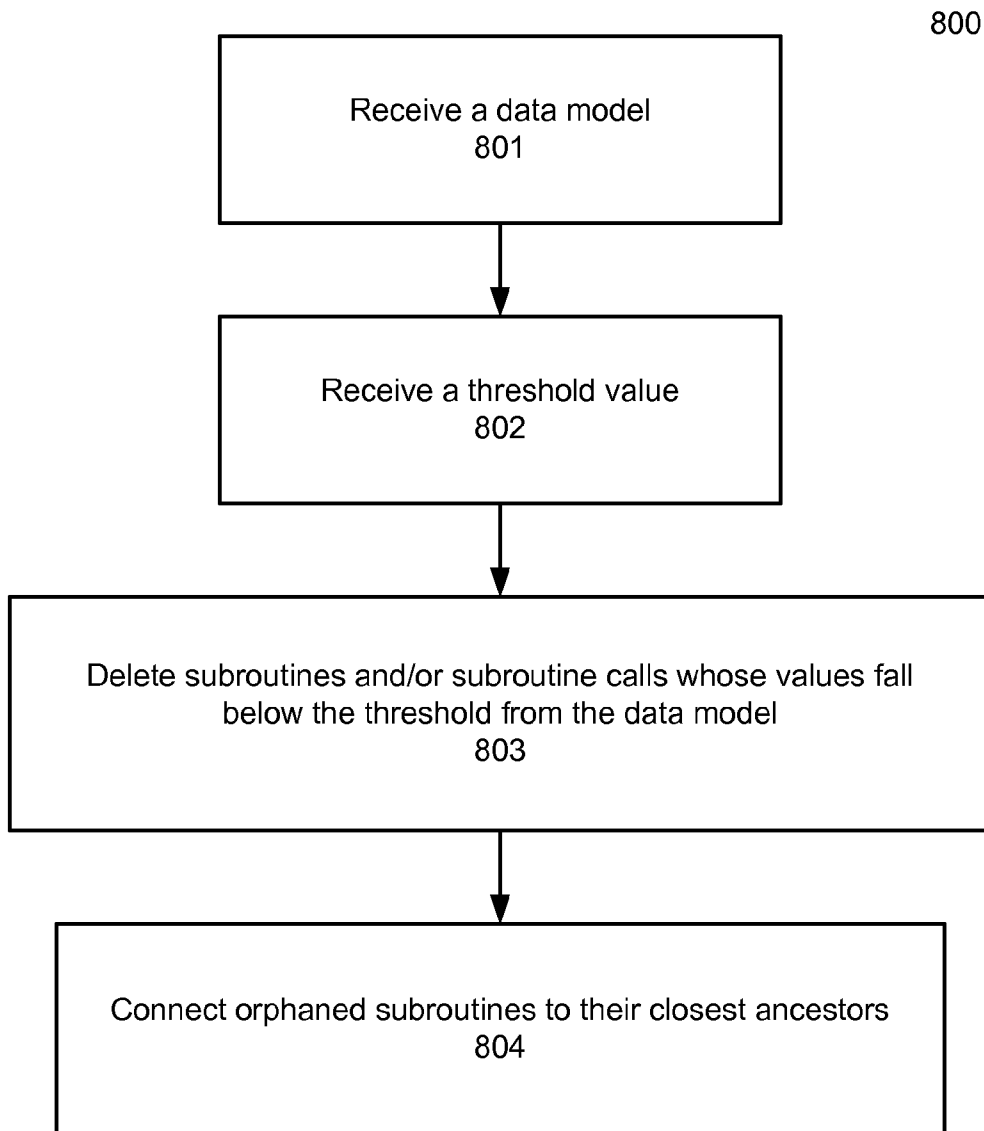 800
Receive a data model
801
Receive a threshold value
802
Delete subroutines and/or subroutine calls whose values fall
below the threshold from the data model
803
Connect orphaned subroutines to their closest ancestors
804